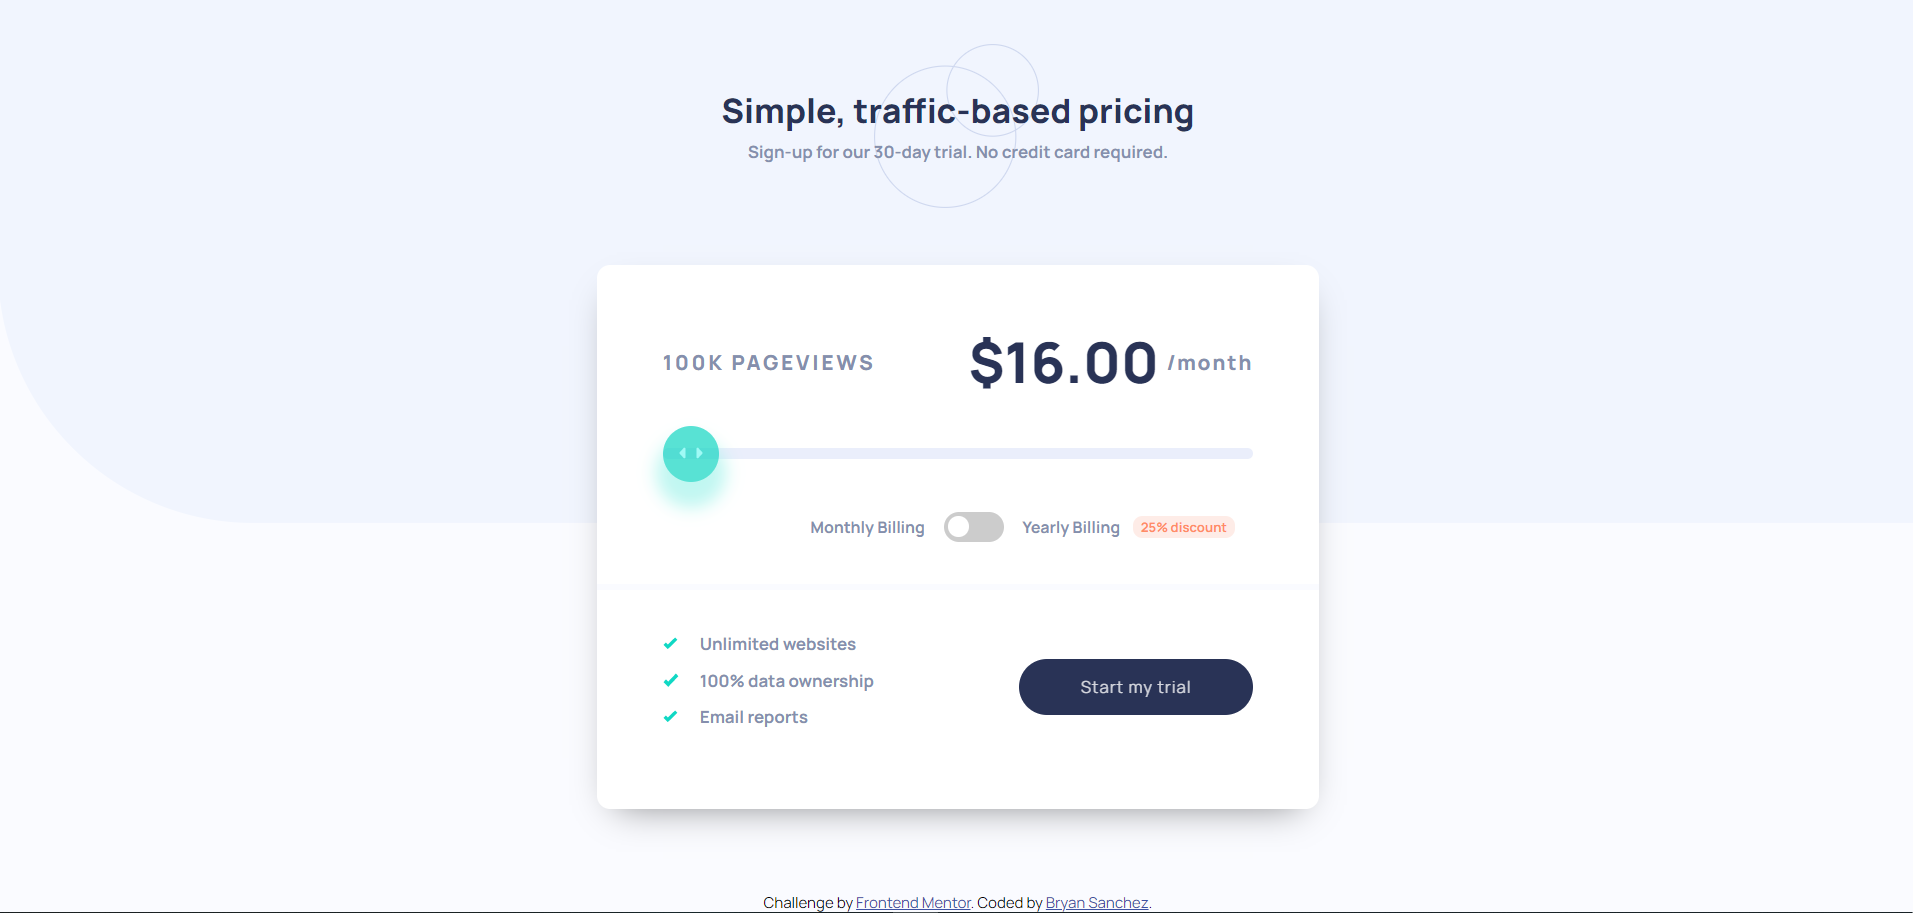 Simple, traffic-based pricing
Sign-up for our 30-day trial. No credit card required.
100K PAGEVIEWS
$16.00 /month
Monthly Billing
Yearly Billing
25% discount
Unlimited websites
100% data ownership
Email reports
Start my trial
Challenge by Frontend Mentor. Coded by Bryan Sanchez.